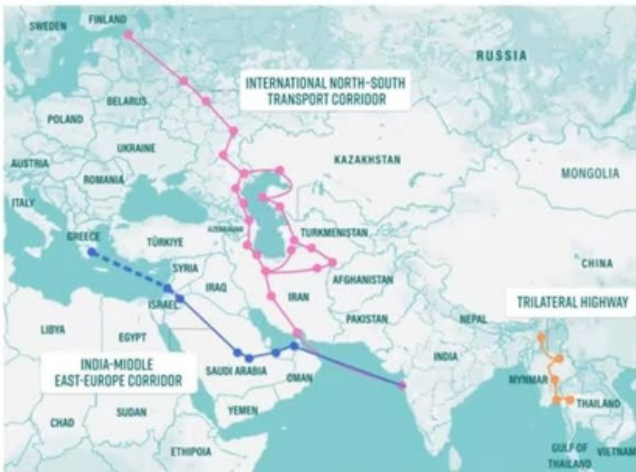 SWEDEN
FINLAND
RUSSIA
INTERNATIONAL NORTH-SOUTH
TRANSPORT CORRIDOR
BELARUS
POLAND
UKRAINE
KAZAKHSTAN
AUSTRIA
MONGOLIA
ROMANIA
ITALY
AZERBAIJAN
TURKMENISTAN
GREECE
TÜRKIYE
CHINA
SYRIA
AFGHANISTAN
IRAQ
ISRAEL
IRAN
TRILATERAL HIGHWAY
PAKISTAN
NEPAL
LIBYA
EGYPT
INDIA-MIDDLE
EAST-EUROPE CORRIDOR
SAUDI ARABIA
OMAN
INDIA
MYNMAR
THAILAND
CHAD
SUDAN
YEMEN
ETHIPOIA
GULF OF
THAILAND
VIETNAM